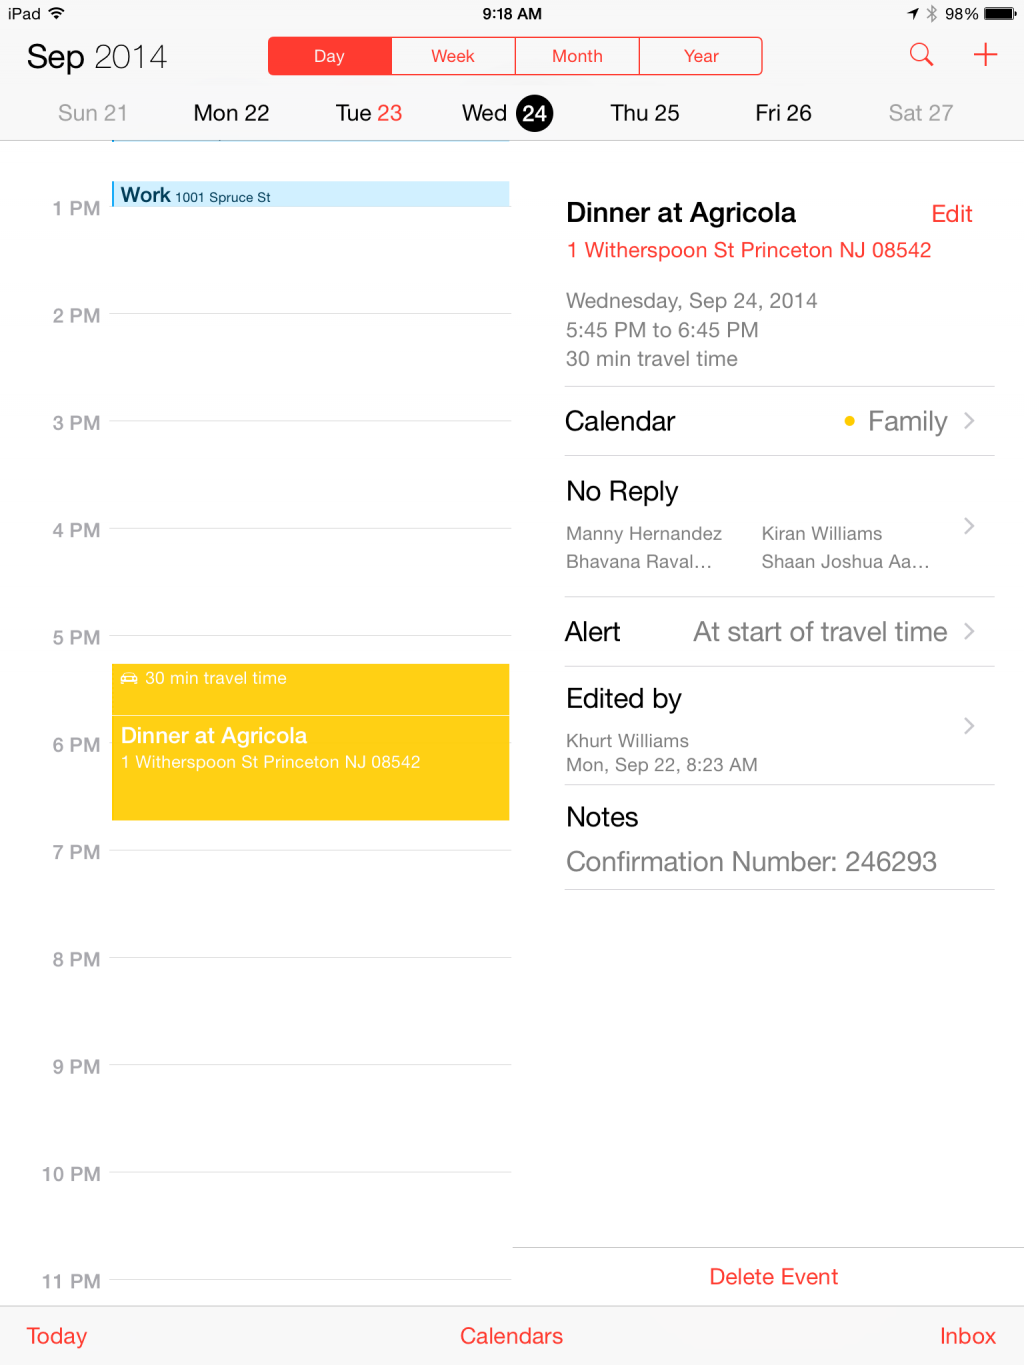 iPad 9:18 AM 98%
Sep 2014 Day Week Month Year
Sun 21 Mon 22 Tue 23 Wed 24 Thu 25 Fri 26 Sat 27
Work 1001 Spruce St
1 PM
2 PM
3 PM
4 PM
5 PM
30 min travel time
Dinner at Agricola
6 PM
1 Witherspoon St Princeton NJ 08542
7 PM
8 PM
9 PM
10 PM
11 PM
Dinner at Agricola Edit
1 Witherspoon St Princeton NJ 08542
Wednesday, Sep 24, 2014
5:45 PM to 6:45 PM
30 min travel time
Calendar Family
No Reply
Manny Hernandez Kiran Williams
Bhavana Raval... Shaan Joshua Aa...
Alert At start of travel time
Edited by
Khurt Williams
Mon, Sep 22, 8:23 AM
Notes
Confirmation Number: 246293
Delete Event
Today Calendars Inbox